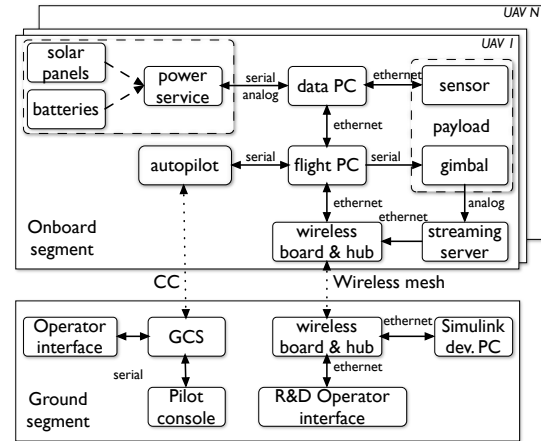 UAV N
UAV 1
solar
panels
batteries
power
service
serial
analog
data PC
ethernet
sensor
payload
ethernet
autopilot
serial
flight PC
serial
gimbal
ethernet
analog
Onboard
segment
wireless
board & hub
ethernet
streaming
server
CC
Wireless mesh
Operator
interface
GCS
wireless
board & hub
ethernet
Simulink
dev. PC
serial
ethernet
Ground
segment
Pilot
console
R&D Operator
interface